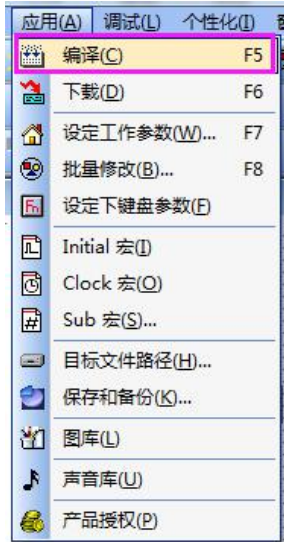 应用(A) 调试(L) 个性化(I)
编译(C) F5
下载(D) F6
设定工作参数(W)... F7
批量修改(B)... F8
设定下键盘参数(F)
Initial 宏(I)
Clock 宏(O)
Sub 宏(S)...
目标文件路径(H)...
保存和备份(K)...
图库(L)
声音库(U)
产品授权(P)